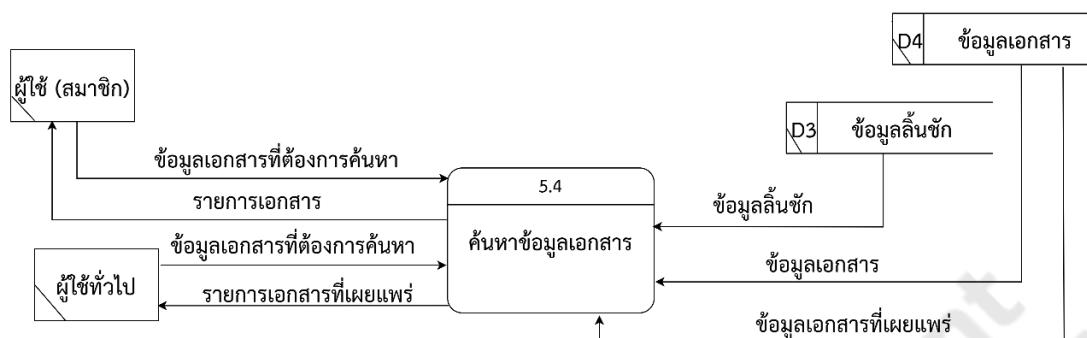 D4 ข้อมูลเอกสาร
ผู้ใช้ (สมาชิก)
D3 ข้อมูลลิ้นชัก
ข้อมูลเอกสารที่ต้องการค้นหา
5.4
รายการเอกสาร
ข้อมูลลิ้นชัก
ข้อมูลเอกสารที่ต้องการค้นหา
ค้นหาข้อมูลเอกสาร
ข้อมูลเอกสาร
ผู้ใช้ทั่วไป
รายการเอกสารที่เผยแพร่
ข้อมูลเอกสารที่เผยแพร่